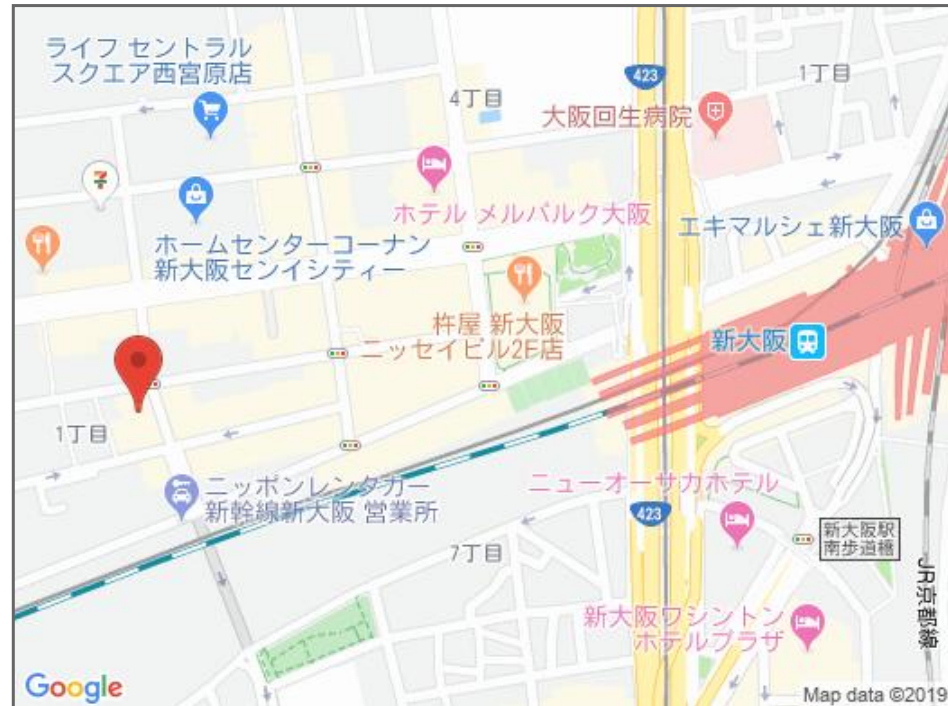 ライフ セントラル
スクエア西宮原店
423
1丁目
4丁目
大阪回生病院
7
ホテル メルパルク大阪
エキマルシェ新大阪
ホームセンターコーナン
新大阪センイシティー
杵屋 新大阪
ニッセイビル2F店
新大阪
1丁目
ニッポンレンタカー
新幹線新大阪 営業所
ニューオーサカホテル
423
新大阪駅
南歩道橋
7丁目
JR京都線
新大阪ワシントン
ホテルプラザ
Google
Map data ©2019